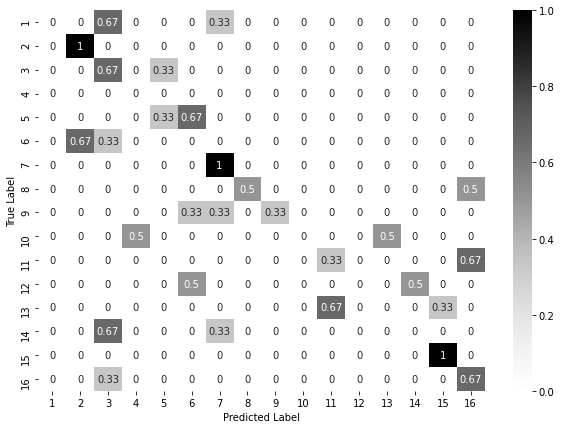 1 0 0 0.67 0 0 0 0.33 0 0 0 0 0 0 0 0 0
2 0 1 0 0 0 0 0 0 0 0 0 0 0 0 0 0
3 0 0 0.67 0 0.33 0 0 0 0 0 0 0 0 0 0 0
4 0 0 0 0 0 0 0 0 0 0 0 0 0 0 0 0
5 0 0 0 0 0.33 0.67 0 0 0 0 0 0 0 0 0 0
6 0 0.67 0.33 0 0 0 0 0 0 0 0 0 0 0 0 0
7 0 0 0 0 0 0 1 0 0 0 0 0 0 0 0 0
8 0 0 0 0 0 0 0 0.5 0 0 0 0 0 0 0 0.5
9 0 0 0 0 0 0.33 0.33 0 0.33 0 0 0 0 0 0 0
10 0 0 0 0.5 0 0 0 0 0 0 0 0 0.5 0 0 0
11 0 0 0 0 0 0 0 0 0 0 0.33 0 0 0 0 0.67
12 0 0 0 0 0 0.5 0 0 0 0 0 0 0 0.5 0 0
13 0 0 0 0 0 0 0 0 0 0 0.67 0 0 0 0.33 0
14 0 0 0.67 0 0 0 0.33 0 0 0 0 0 0 0 0 0
15 0 0 0 0 0 0 0 0 0 0 0 0 0 0 1 0
16 0 0 0.33 0 0 0 0 0 0 0 0 0 0 0 0 0.67
1 2 3 4 5 6 7 8 9 10 11 12 13 14 15 16
Predicted Label
True Label
1.0
0.8
0.6
0.4
0.2
0.0